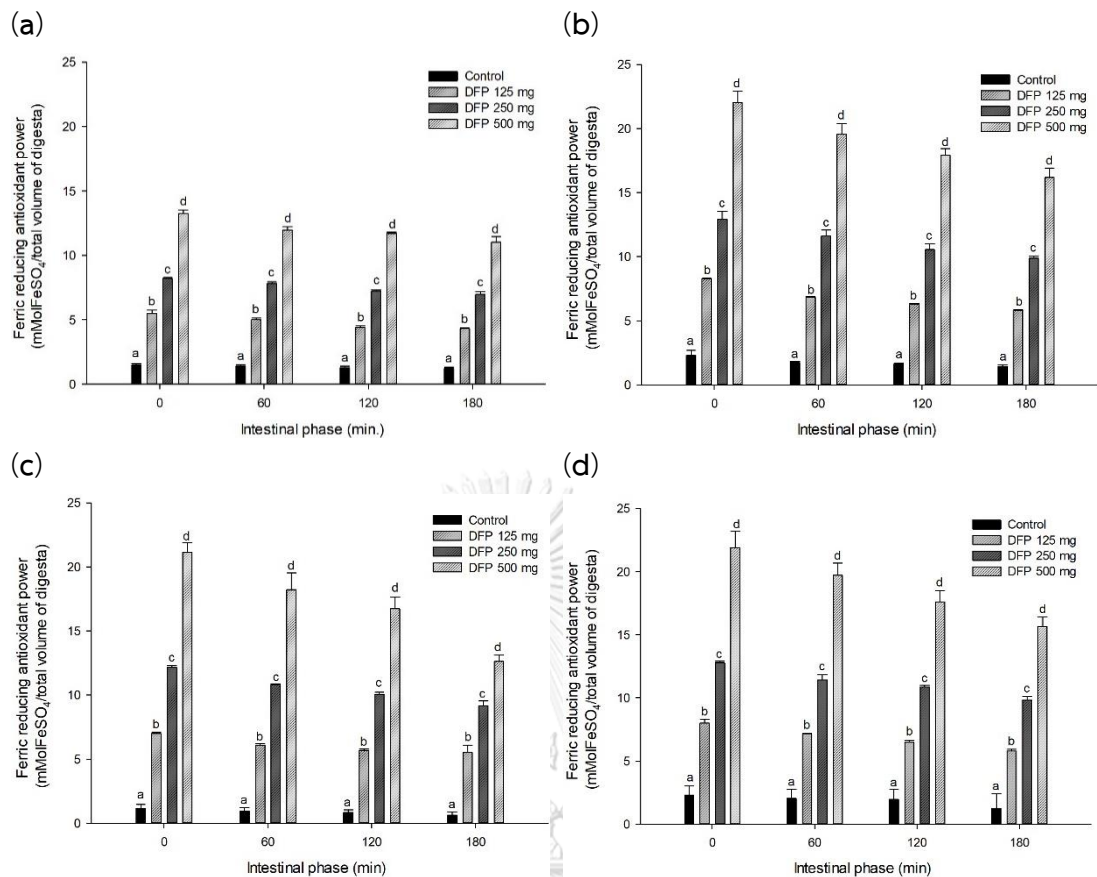 (a)
Ferric reducing antioxidant power
(mMolFeSO4/total volume of digesta)
25
20
15
10
5
0
Control
DFP 125 mg
DFP 250 mg
DFP 500 mg
a b c d
a b c d
a b c d
a b c d
0 60 120 180
Intestinal phase (min.)
(b)
Ferric reducing antioxidant power
(mMolFeSO4/total volume of digesta)
25
20
15
10
5
0
Control
DFP 125 mg
DFP 250 mg
DFP 500 mg
a b c d
a b c d
a b c d
a b c d
0 60 120 180
Intestinal phase (min)
(c)
Ferric reducing antioxidant power
(mMolFeSO4/total volume of digesta)
25
20
15
10
5
0
Control
DFP 125 mg
DFP 250 mg
DFP 500 mg
a b c d
a b c d
a b c d
a b c d
0 60 120 180
Intestinal phase (min)
(d)
Ferric reducing antioxidant power
(mMolFeSO4/total volume of digesta)
25
20
15
10
5
0
Control
DFP 125 mg
DFP 250 mg
DFP 500 mg
a b c d
a b c d
a b c d
a b c d
0 60 120 180
Intestinal phase (min)